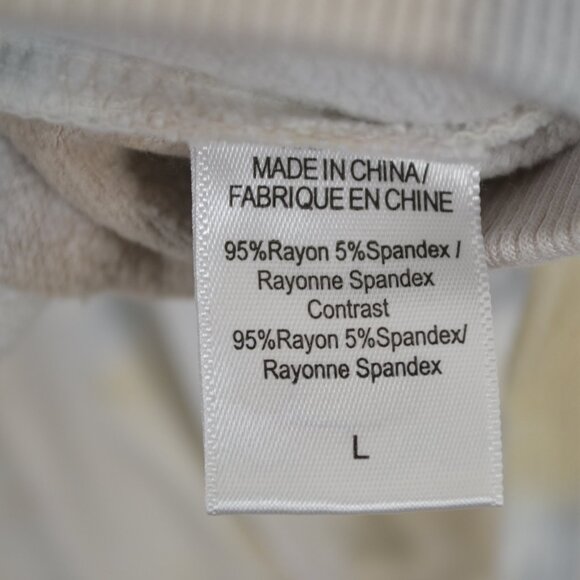 MADE IN CHINA/
FABRIQUE EN CHINE
95%Rayon 5%Spandex /
Rayonne Spandex
Contrast
95%Rayon 5%Spandex/
Rayonne Spandex
L